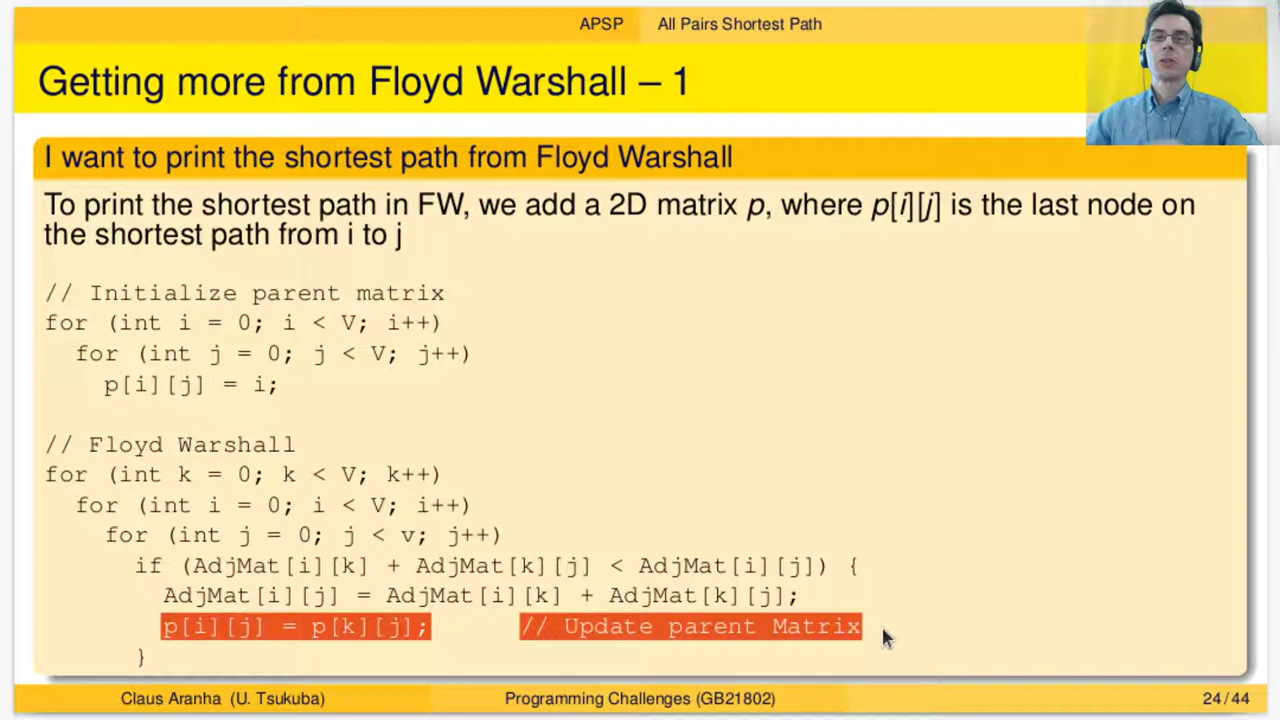 APSP All Pairs Shortest Path
Getting more from Floyd Warshall – 1
I want to print the shortest path from Floyd Warshall
To print the shortest path in FW, we add a 2D matrix p, where p[i][j] is the last node on
the shortest path from i to j
// Initialize parent matrix
for (int i = 0; i < V; i++)
  for (int j = 0; j < V; j++)
    p[i][j] = i;
// Floyd Warshall
for (int k = 0; k < V; k++)
  for (int i = 0; i < V; i++)
    for (int j = 0; j < v; j++)
      if (AdjMat[i][k] + AdjMat[k][j] < AdjMat[i][j]) {
        AdjMat[i][j] = AdjMat[i][k] + AdjMat[k][j];
        p[i][j] = p[k][j];      // Update parent Matrix
      }
Claus Aranha (U. Tsukuba) Programming Challenges (GB21802) 24 / 44